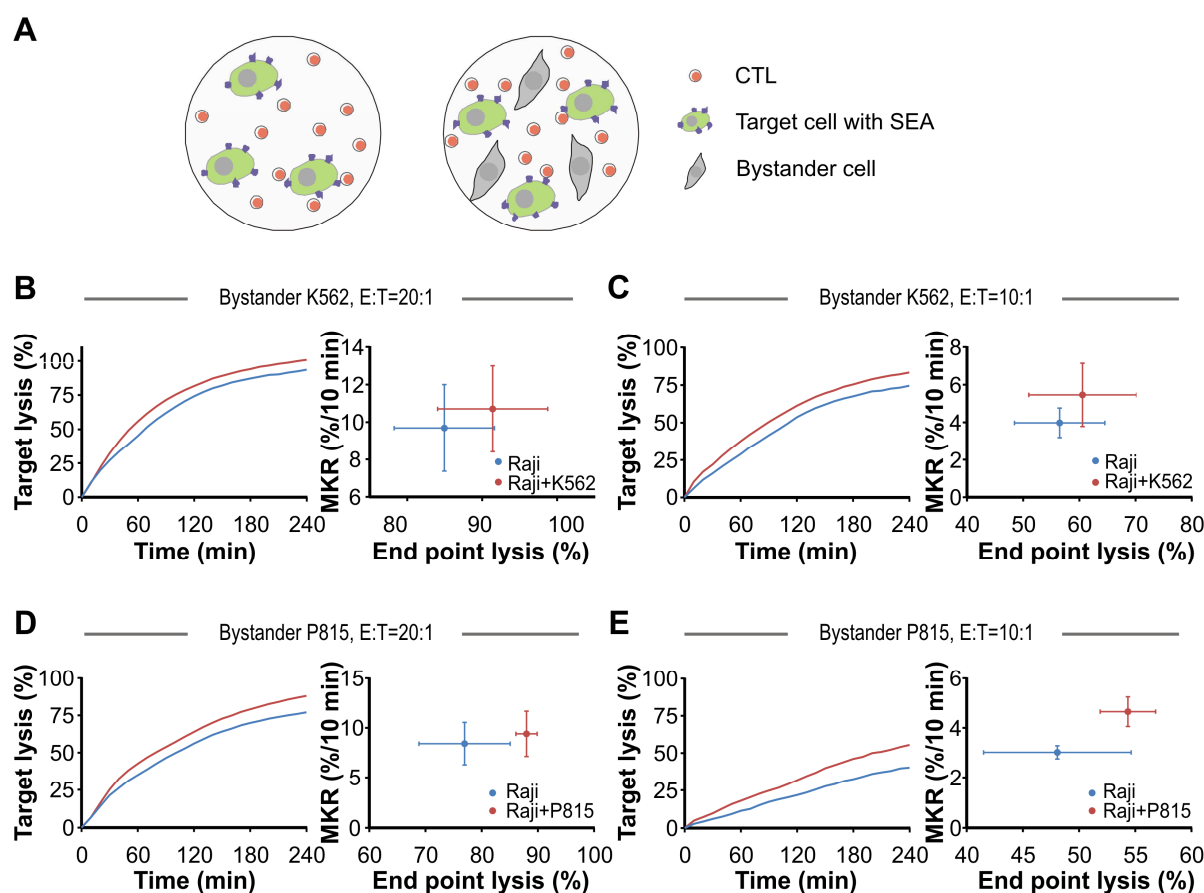 A
CTL
Target cell with SEA
Bystander cell
B
Bystander K562, E:T=20:1
Target lysis (%)
100
75
50
25
0
0 60 120 180 240
Time (min)
MKR (%/10 min)
14
12
10
8
6
80 90 100
End point lysis (%)
Raji
Raji+K562
C
Bystander K562, E:T=10:1
Target lysis (%)
100
75
50
25
0
0 60 120 180 240
Time (min)
MKR (%/10 min)
8
6
4
2
0
40 50 60 70 80
End point lysis (%)
Raji
Raji+K562
D
Bystander P815, E:T=20:1
Target lysis (%)
100
75
50
25
0
0 60 120 180 240
Time (min)
MKR (%/10 min)
15
10
5
0
60 70 80 90 100
End point lysis (%)
Raji
Raji+P815
E
Bystander P815, E:T=10:1
Target lysis (%)
100
75
50
25
0
0 60 120 180 240
Time (min)
MKR (%/10 min)
6
4
2
0
40 45 50 55 60
End point lysis (%)
Raji
Raji+P815